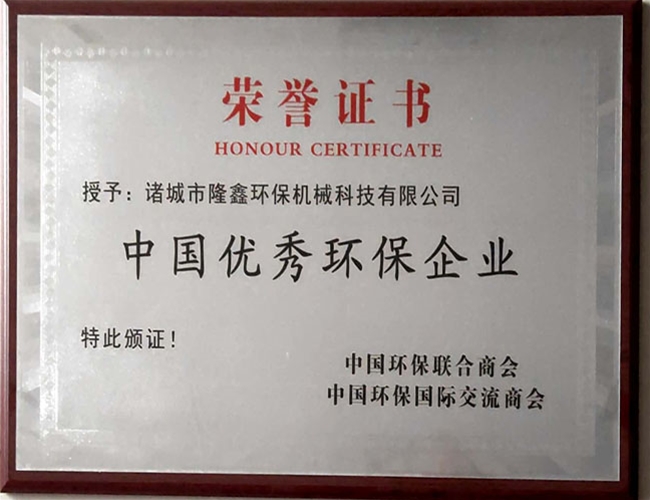 荣誉证书
HONOUR CERTIFICATE
授予：诸城市隆鑫环保机械科技有限公司
中国优秀环保企业
特此颁证！
中国环保联合商会
中国环保国际交流商会